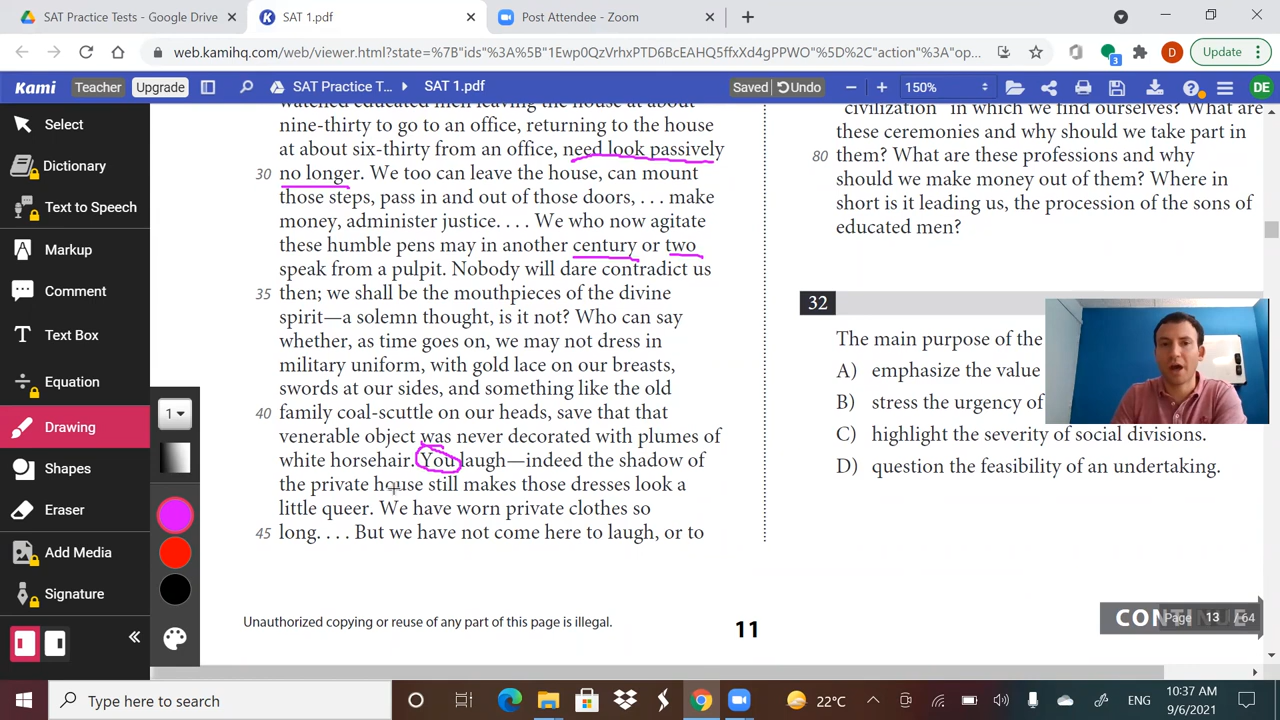 SAT Practice Tests - Google Drive
SAT 1.pdf
Post Attendee - Zoom
web.kamihq.com/web/viewer.html?state=%7B"ids"%3A%5B"1Ewp0QzVrhxPTD6BcEAHQ5ffxXd4gPPWO"%5D%2C"action"%3A"op...
3
D
Update
Kami
Teacher
Upgrade
SAT Practice T...
SAT 1.pdf
Saved
Undo
150%
DE
Select
Dictionary
Text to Speech
Markup
Comment
Text Box
Equation
Drawing
Shapes
Eraser
Add Media
Signature
1
watched educated men leaving the house at about
nine-thirty to go to an office, returning to the house
at about six-thirty from an office, need look passively
30 no longer. We too can leave the house, can mount
those steps, pass in and out of those doors, . . . make
money, administer justice. . . . We who now agitate
these humble pens may in another century or two
speak from a pulpit. Nobody will dare contradict us
35 then; we shall be the mouthpieces of the divine
spirit—a solemn thought, is it not? Who can say
whether, as time goes on, we may not dress in
military uniform, with gold lace on our breasts,
swords at our sides, and something like the old
40 family coal-scuttle on our heads, save that that
venerable object was never decorated with plumes of
white horsehair. You laugh—indeed the shadow of
the private house still makes those dresses look a
little queer. We have worn private clothes so
45 long. . . . But we have not come here to laugh, or to
civilization" in which we find ourselves? What are
these ceremonies and why should we take part in
80 them? What are these professions and why
should we make money out of them? Where in
short is it leading us, the procession of the sons of
educated men?
32
The main purpose of the
A) emphasize the value
B) stress the urgency of
C) highlight the severity of social divisions.
D) question the feasibility of an undertaking.
Unauthorized copying or reuse of any part of this page is illegal.
11
Page 13 / 64
Type here to search
22°C
ENG
10:37 AM
9/6/2021